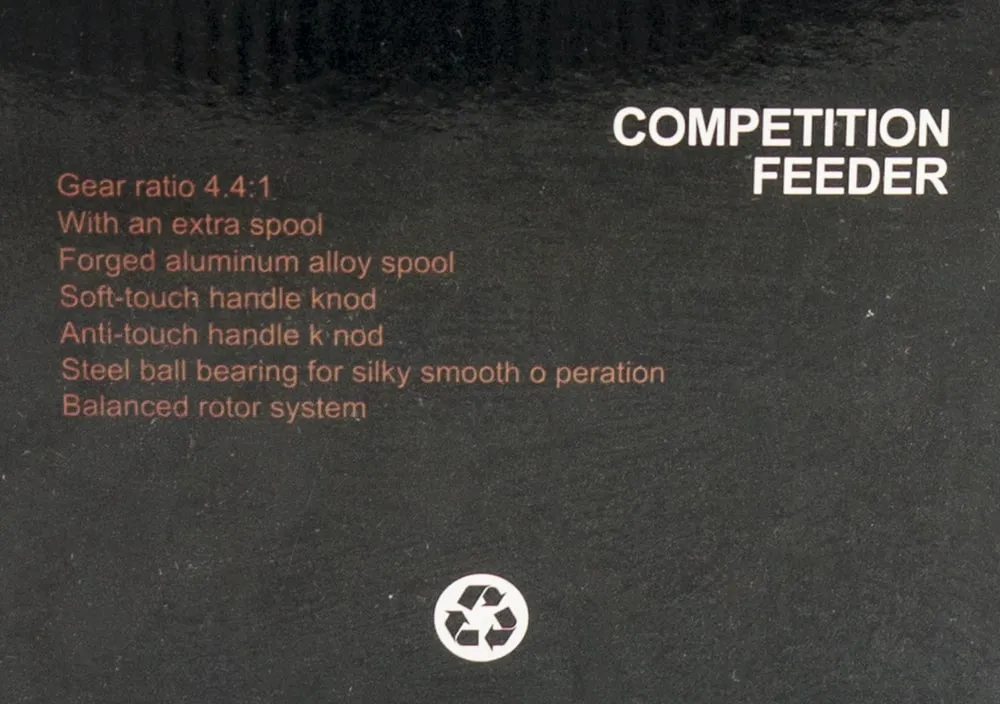 COMPETITION
FEEDER
Gear ratio 4.4:1
With an extra spool
Forged aluminum alloy spool
Soft-touch handle knod
Anti-touch handle k nod
Steel ball bearing for silky smooth o peration
Balanced rotor system